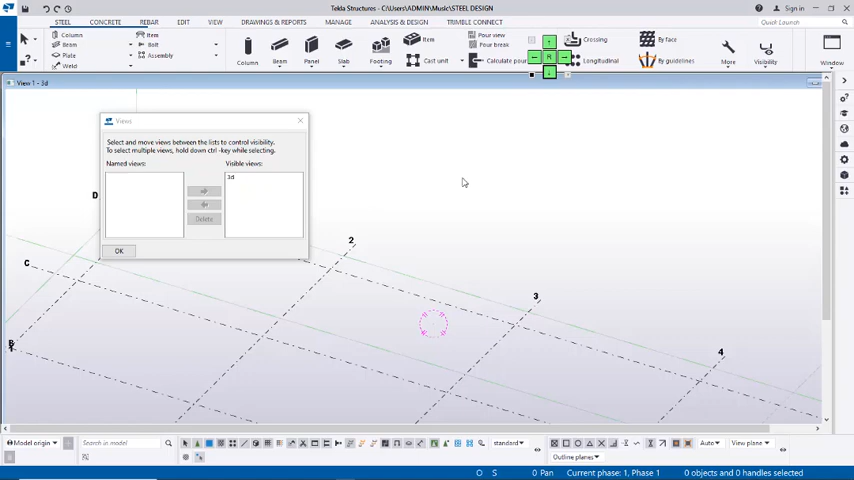 Tekla Structures - C:\Users\ADMIN\Music\STEEL DESIGN
Sign in
STEEL CONCRETE REBAR EDIT VIEW DRAWINGS & REPORTS MANAGE ANALYSIS & DESIGN TRIMBLE CONNECT
Quick Launch
Column Item
Beam Bolt
Plate Assembly
Weld
Column Beam Panel Slab Footing
Item
Cast unit
Pour view
Pour break
Calculate pour
R
Crossing
Longitudinal
By face
By guidelines
More Visibility Window
View 1 - 3d
Views
Select and move views between the lists to control visibility.
To select multiple views, hold down ctrl -key while selecting.
Named views: Visible views:
3d
Delete
OK
D
C
B
1
2
3
4
Model origin
Search in model
standard
Auto
View plane
Outline planes
O S 0 Pan Current phase: 1, Phase 1 0 objects and 0 handles selected